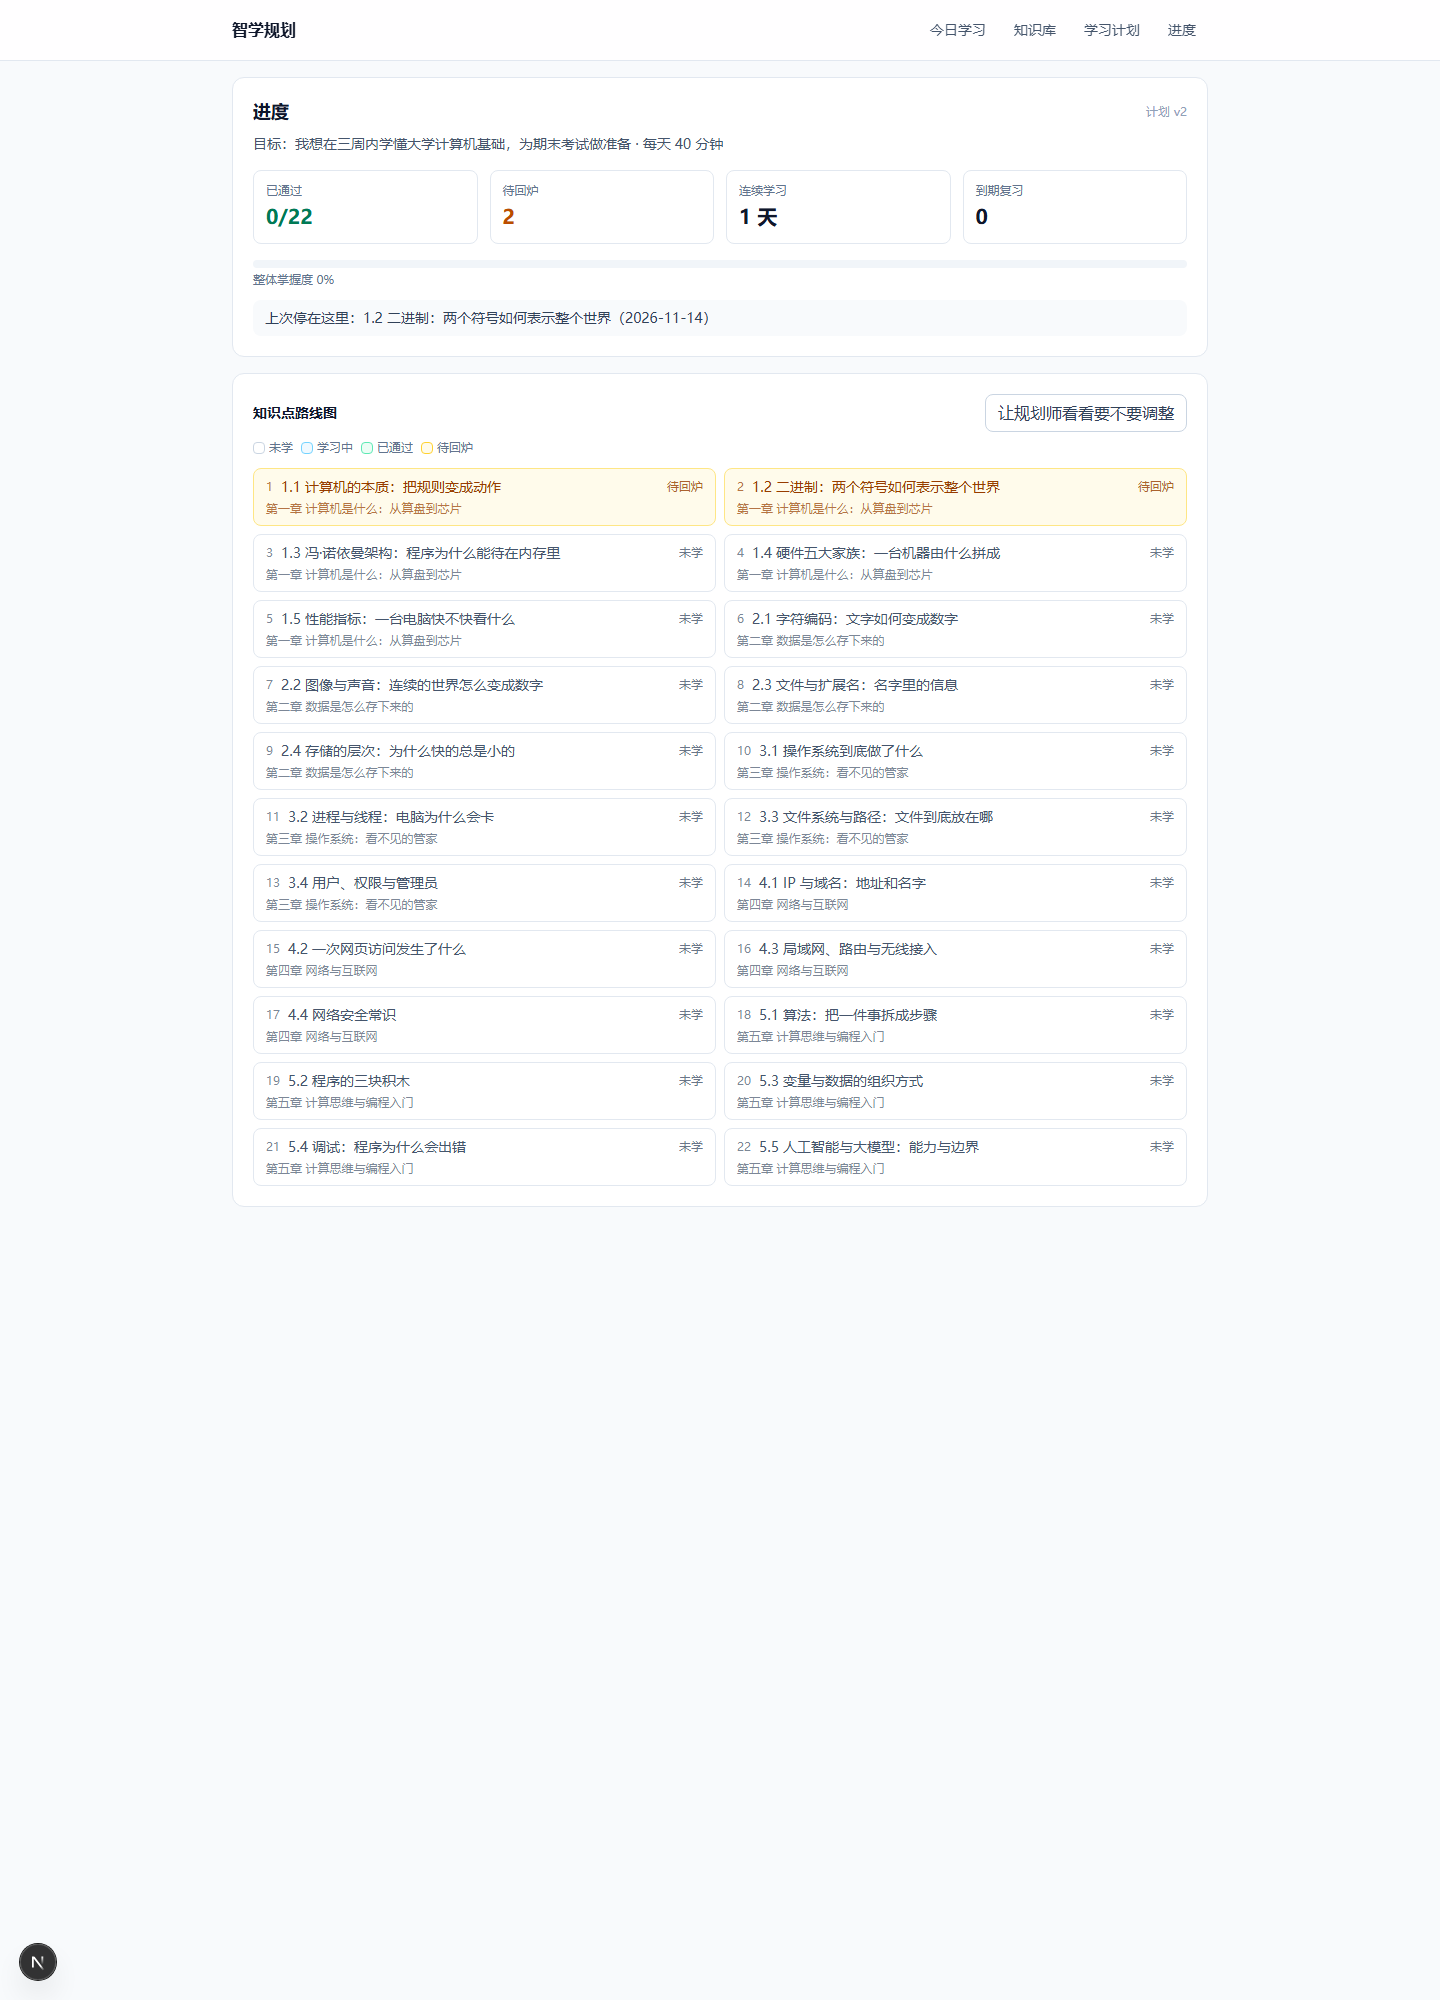 智学规划
今日学习 知识库 学习计划 进度
进度
计划 v2
目标：我想在三周内学懂大学计算机基础，为期末考试做准备 · 每天 40 分钟
已通过
0/22
待回炉
2
连续学习
1 天
到期复习
0
整体掌握度 0%
上次停在这里：1.2 二进制：两个符号如何表示整个世界（2026-11-14）
知识点路线图
让规划师看看要不要调整
未学 学习中 已通过 待回炉
1 1.1 计算机的本质：把规则变成动作 待回炉
第一章 计算机是什么：从算盘到芯片
2 1.2 二进制：两个符号如何表示整个世界 待回炉
第一章 计算机是什么：从算盘到芯片
3 1.3 冯·诺依曼架构：程序为什么能待在内存里 未学
第一章 计算机是什么：从算盘到芯片
4 1.4 硬件五大家族：一台机器由什么拼成 未学
第一章 计算机是什么：从算盘到芯片
5 1.5 性能指标：一台电脑快不快看什么 未学
第一章 计算机是什么：从算盘到芯片
6 2.1 字符编码：文字如何变成数字 未学
第二章 数据是怎么存下来的
7 2.2 图像与声音：连续的世界怎么变成数字 未学
第二章 数据是怎么存下来的
8 2.3 文件与扩展名：名字里的信息 未学
第二章 数据是怎么存下来的
9 2.4 存储的层次：为什么快的总是小的 未学
第二章 数据是怎么存下来的
10 3.1 操作系统到底做了什么 未学
第三章 操作系统：看不见的管家
11 3.2 进程与线程：电脑为什么会卡 未学
第三章 操作系统：看不见的管家
12 3.3 文件系统与路径：文件到底放在哪 未学
第三章 操作系统：看不见的管家
13 3.4 用户、权限与管理员 未学
第三章 操作系统：看不见的管家
14 4.1 IP 与域名：地址和名字 未学
第四章 网络与互联网
15 4.2 一次网页访问发生了什么 未学
第四章 网络与互联网
16 4.3 局域网、路由与无线接入 未学
第四章 网络与互联网
17 4.4 网络安全常识 未学
第四章 网络与互联网
18 5.1 算法：把一件事拆成步骤 未学
第五章 计算思维与编程入门
19 5.2 程序的三块积木 未学
第五章 计算思维与编程入门
20 5.3 变量与数据的组织方式 未学
第五章 计算思维与编程入门
21 5.4 调试：程序为什么会出错 未学
第五章 计算思维与编程入门
22 5.5 人工智能与大模型：能力与边界 未学
第五章 计算思维与编程入门
N